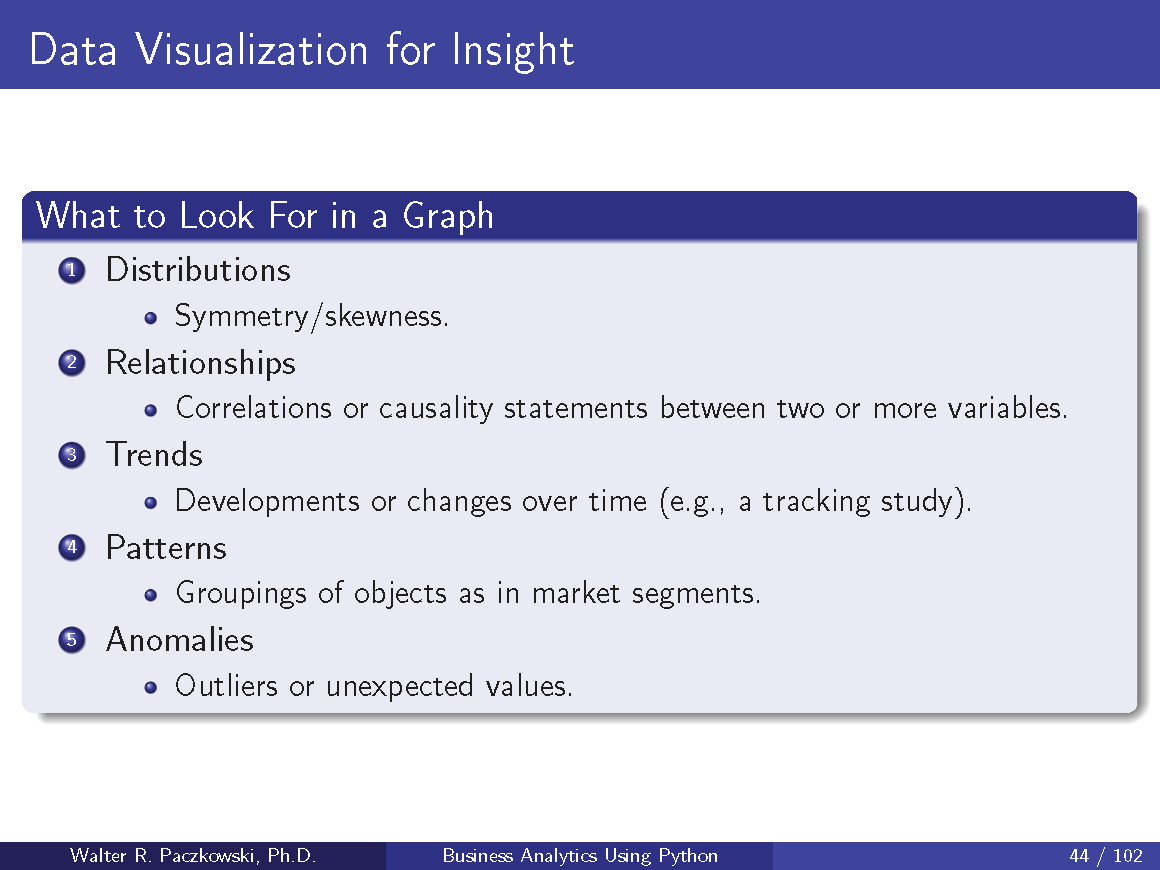 Data Visualization for Insight
What to Look For in a Graph
1 Distributions
Symmetry/skewness.
2 Relationships
Correlations or causality statements between two or more variables.
3 Trends
Developments or changes over time (e.g., a tracking study).
4 Patterns
Groupings of objects as in market segments.
5 Anomalies
Outliers or unexpected values.
Walter R. Paczkowski, Ph.D. Business Analytics Using Python 44 / 102